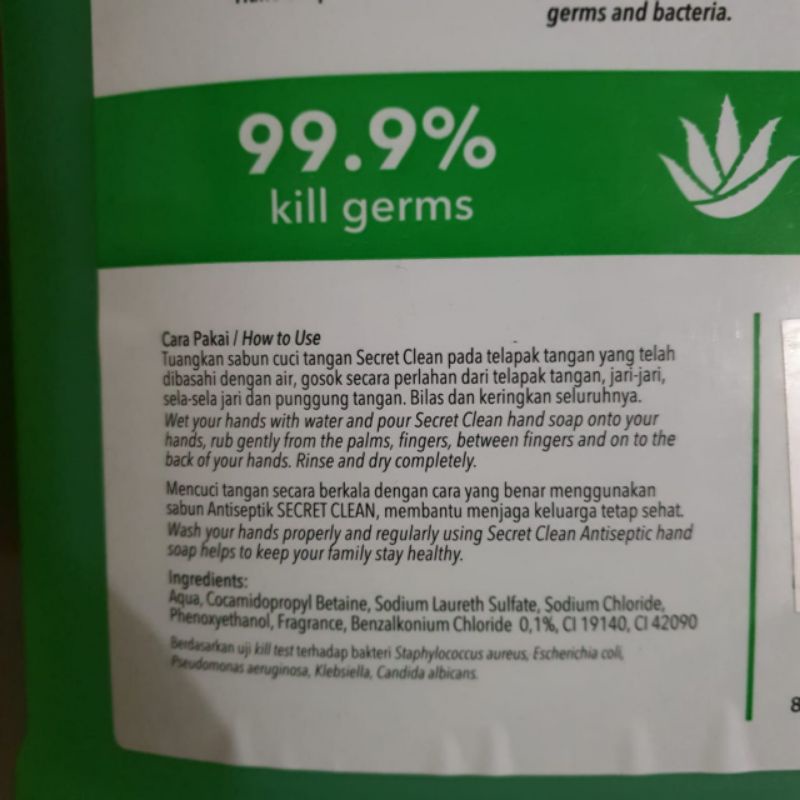 germs and bacteria.
99.9%
kill germs
Cara Pakai / How to Use
Tuangkan sabun cuci tangan Secret Clean pada telapak tangan yang telah
dibasahi dengan air, gosok secara perlahan dari telapak tangan, jari-jari,
sela-sela jari dan punggung tangan. Bilas dan keringkan seluruhnya.
Wet your hands with water and pour Secret Clean hand soap onto your
hands, rub gently from the palms, fingers, between fingers and on to the
back of your hands. Rinse and dry completely.
Mencuci tangan secara berkala dengan cara yang benar menggunakan
sabun Antiseptik SECRET CLEAN, membantu menjaga keluarga tetap sehat.
Wash your hands properly and regularly using Secret Clean Antiseptic hand
soap helps to keep your family stay healthy.
Ingredients:
Aqua, Cocamidopropyl Betaine, Sodium Laureth Sulfate, Sodium Chloride,
Phenoxyethanol, Fragrance, Benzalkonium Chloride 0,1%, CI 19140, CI 42090
Berdasarkan uji kill test terhadap bakteri Staphylococcus aureus, Escherichia coli,
Pseudomonas aeruginosa, Klebsiella, Candida albicans.
8